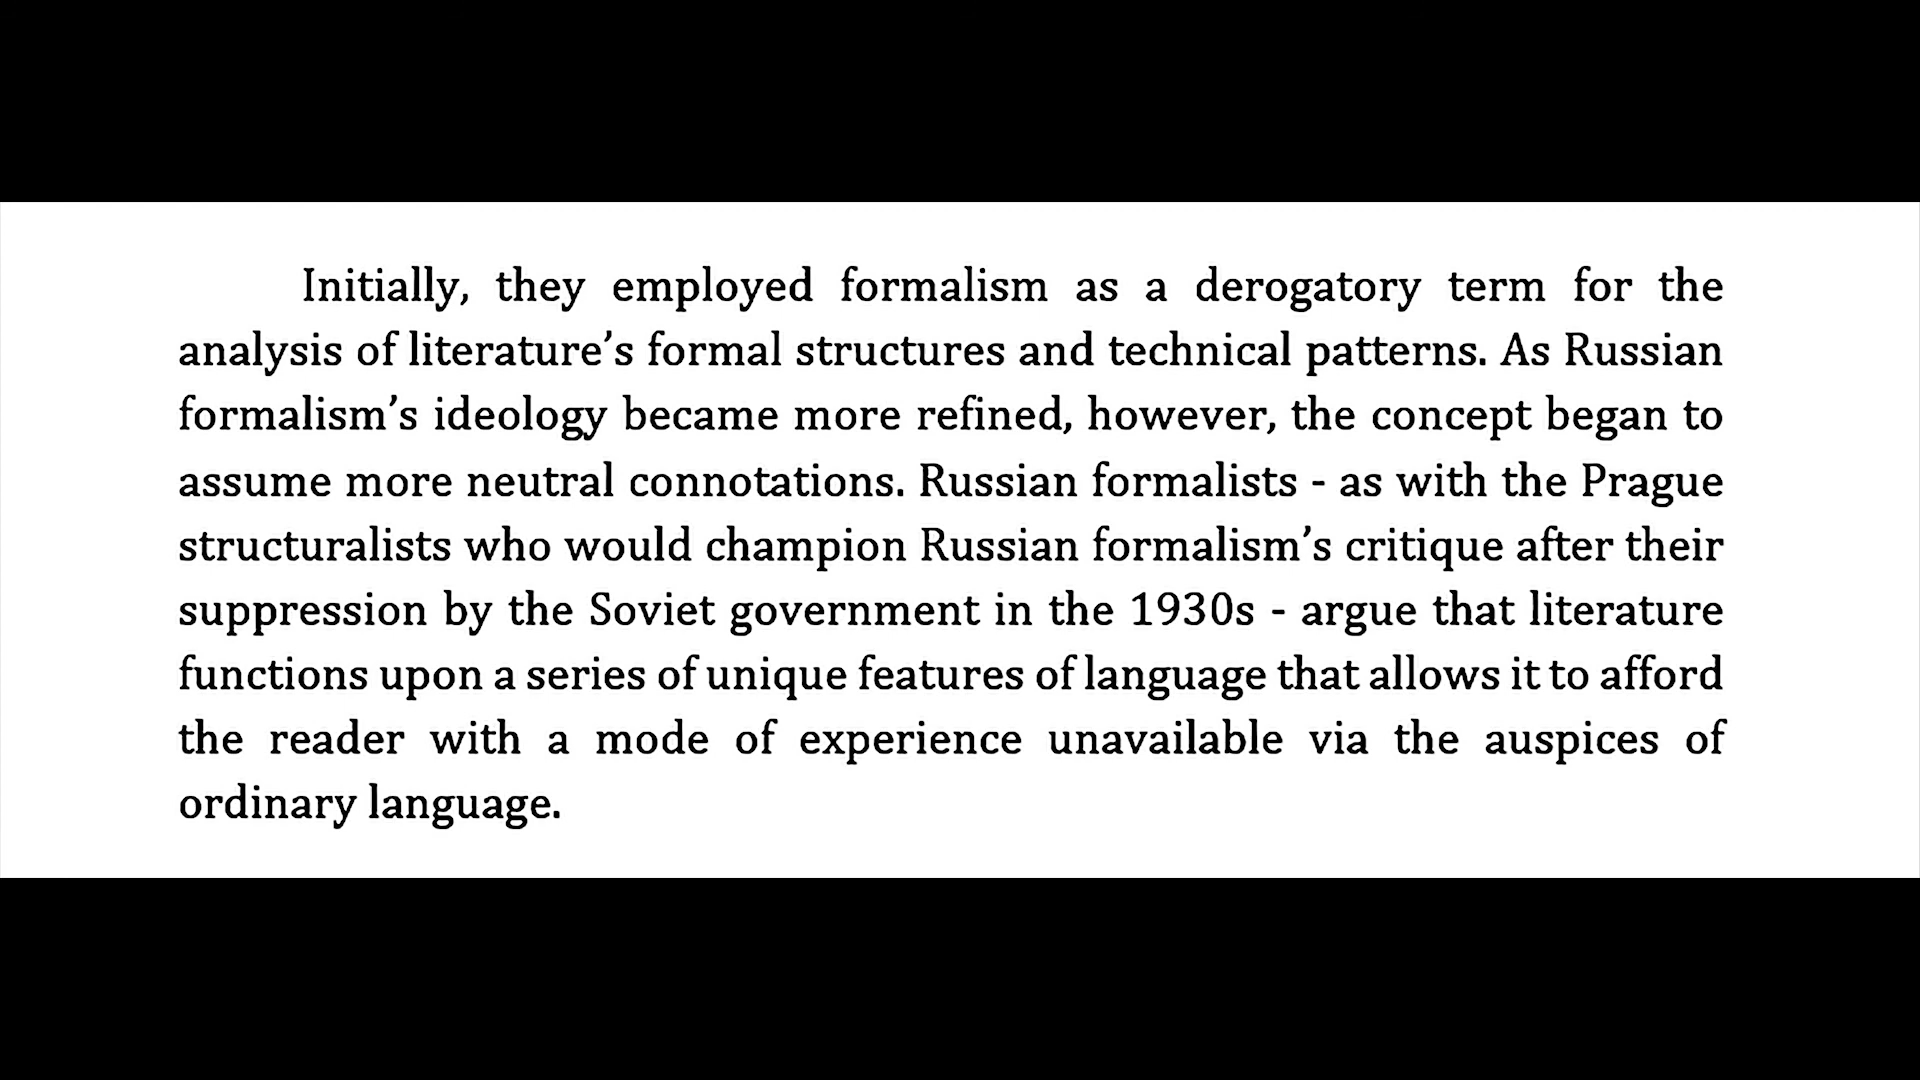 Initially, they employed formalism as a derogatory term for the
analysis of literature’s formal structures and technical patterns. As Russian
formalism’s ideology became more refined, however, the concept began to
assume more neutral connotations. Russian formalists - as with the Prague
structuralists who would champion Russian formalism’s critique after their
suppression by the Soviet government in the 1930s - argue that literature
functions upon a series of unique features of language that allows it to afford
the reader with a mode of experience unavailable via the auspices of
ordinary language.